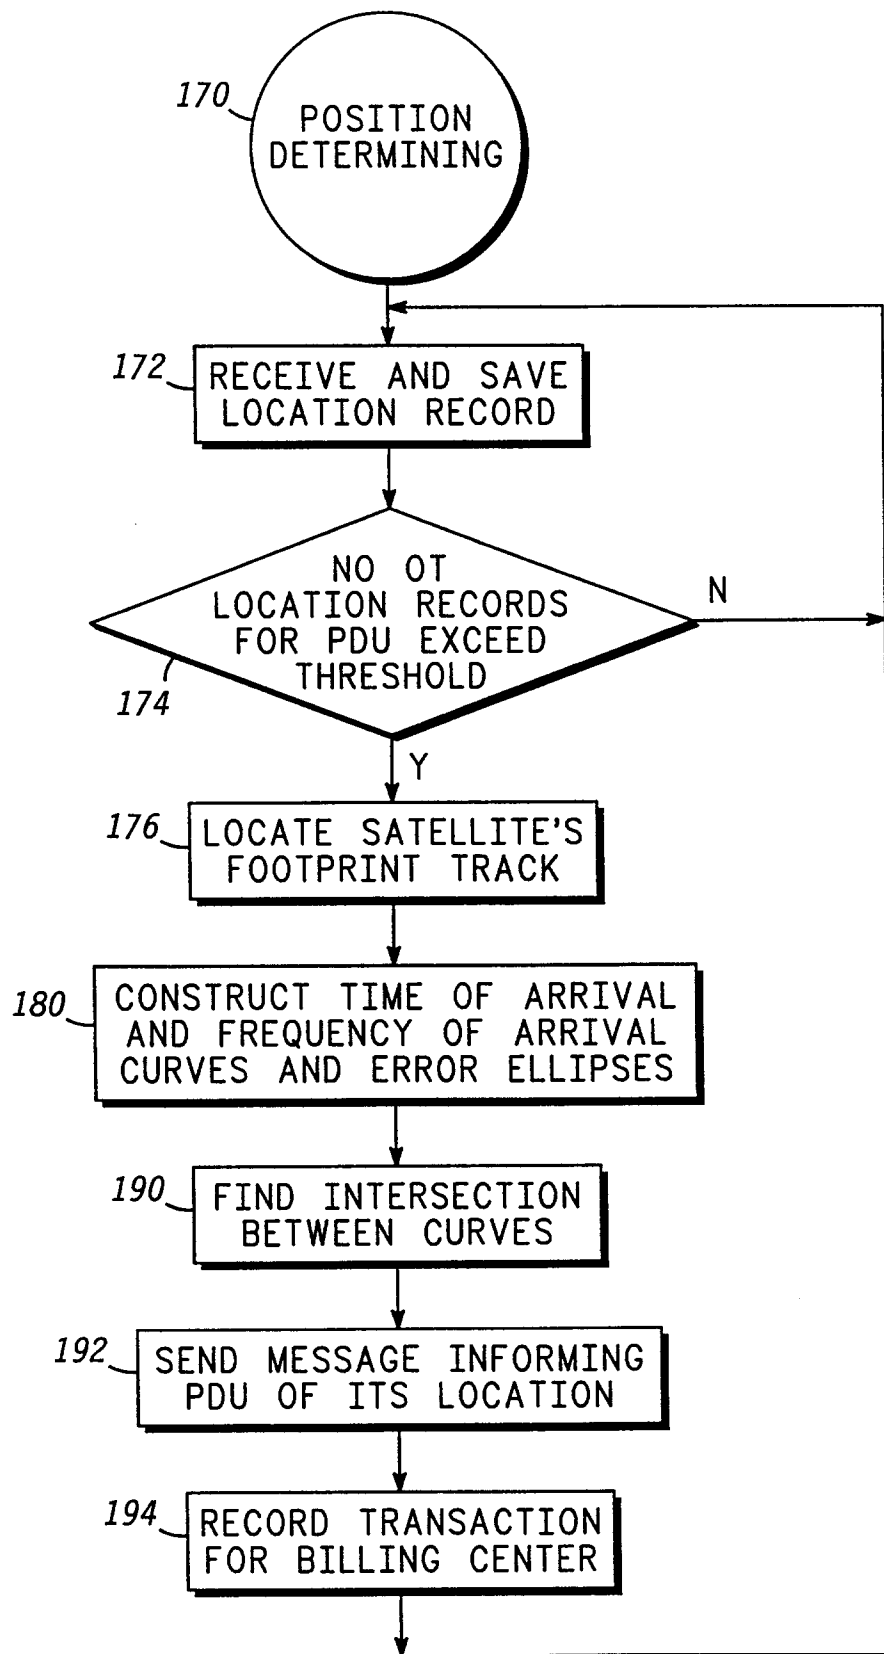 170
POSITION
DETERMINING
172
RECEIVE AND SAVE
LOCATION RECORD
NO OT
LOCATION RECORDS
FOR PDU EXCEED
THRESHOLD
N
174
Y
176
LOCATE SATELLITE'S
FOOTPRINT TRACK
180
CONSTRUCT TIME OF ARRIVAL
AND FREQUENCY OF ARRIVAL
CURVES AND ERROR ELLIPSES
190
FIND INTERSECTION
BETWEEN CURVES
192
SEND MESSAGE INFORMING
PDU OF ITS LOCATION
194
RECORD TRANSACTION
FOR BILLING CENTER